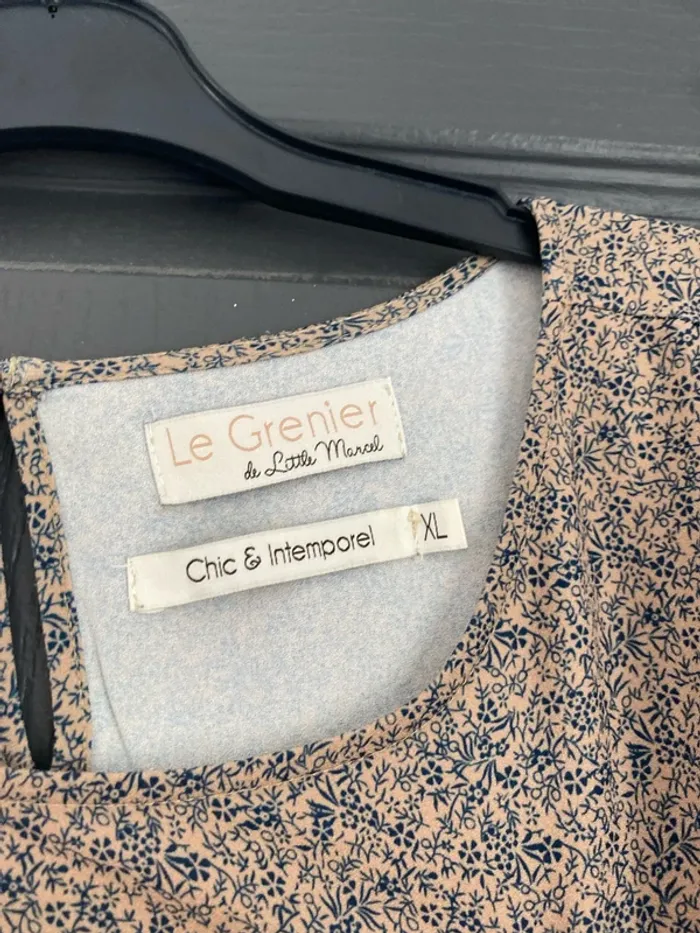 Le Grenier
de Little Marcel
Chic & Intemporel XL